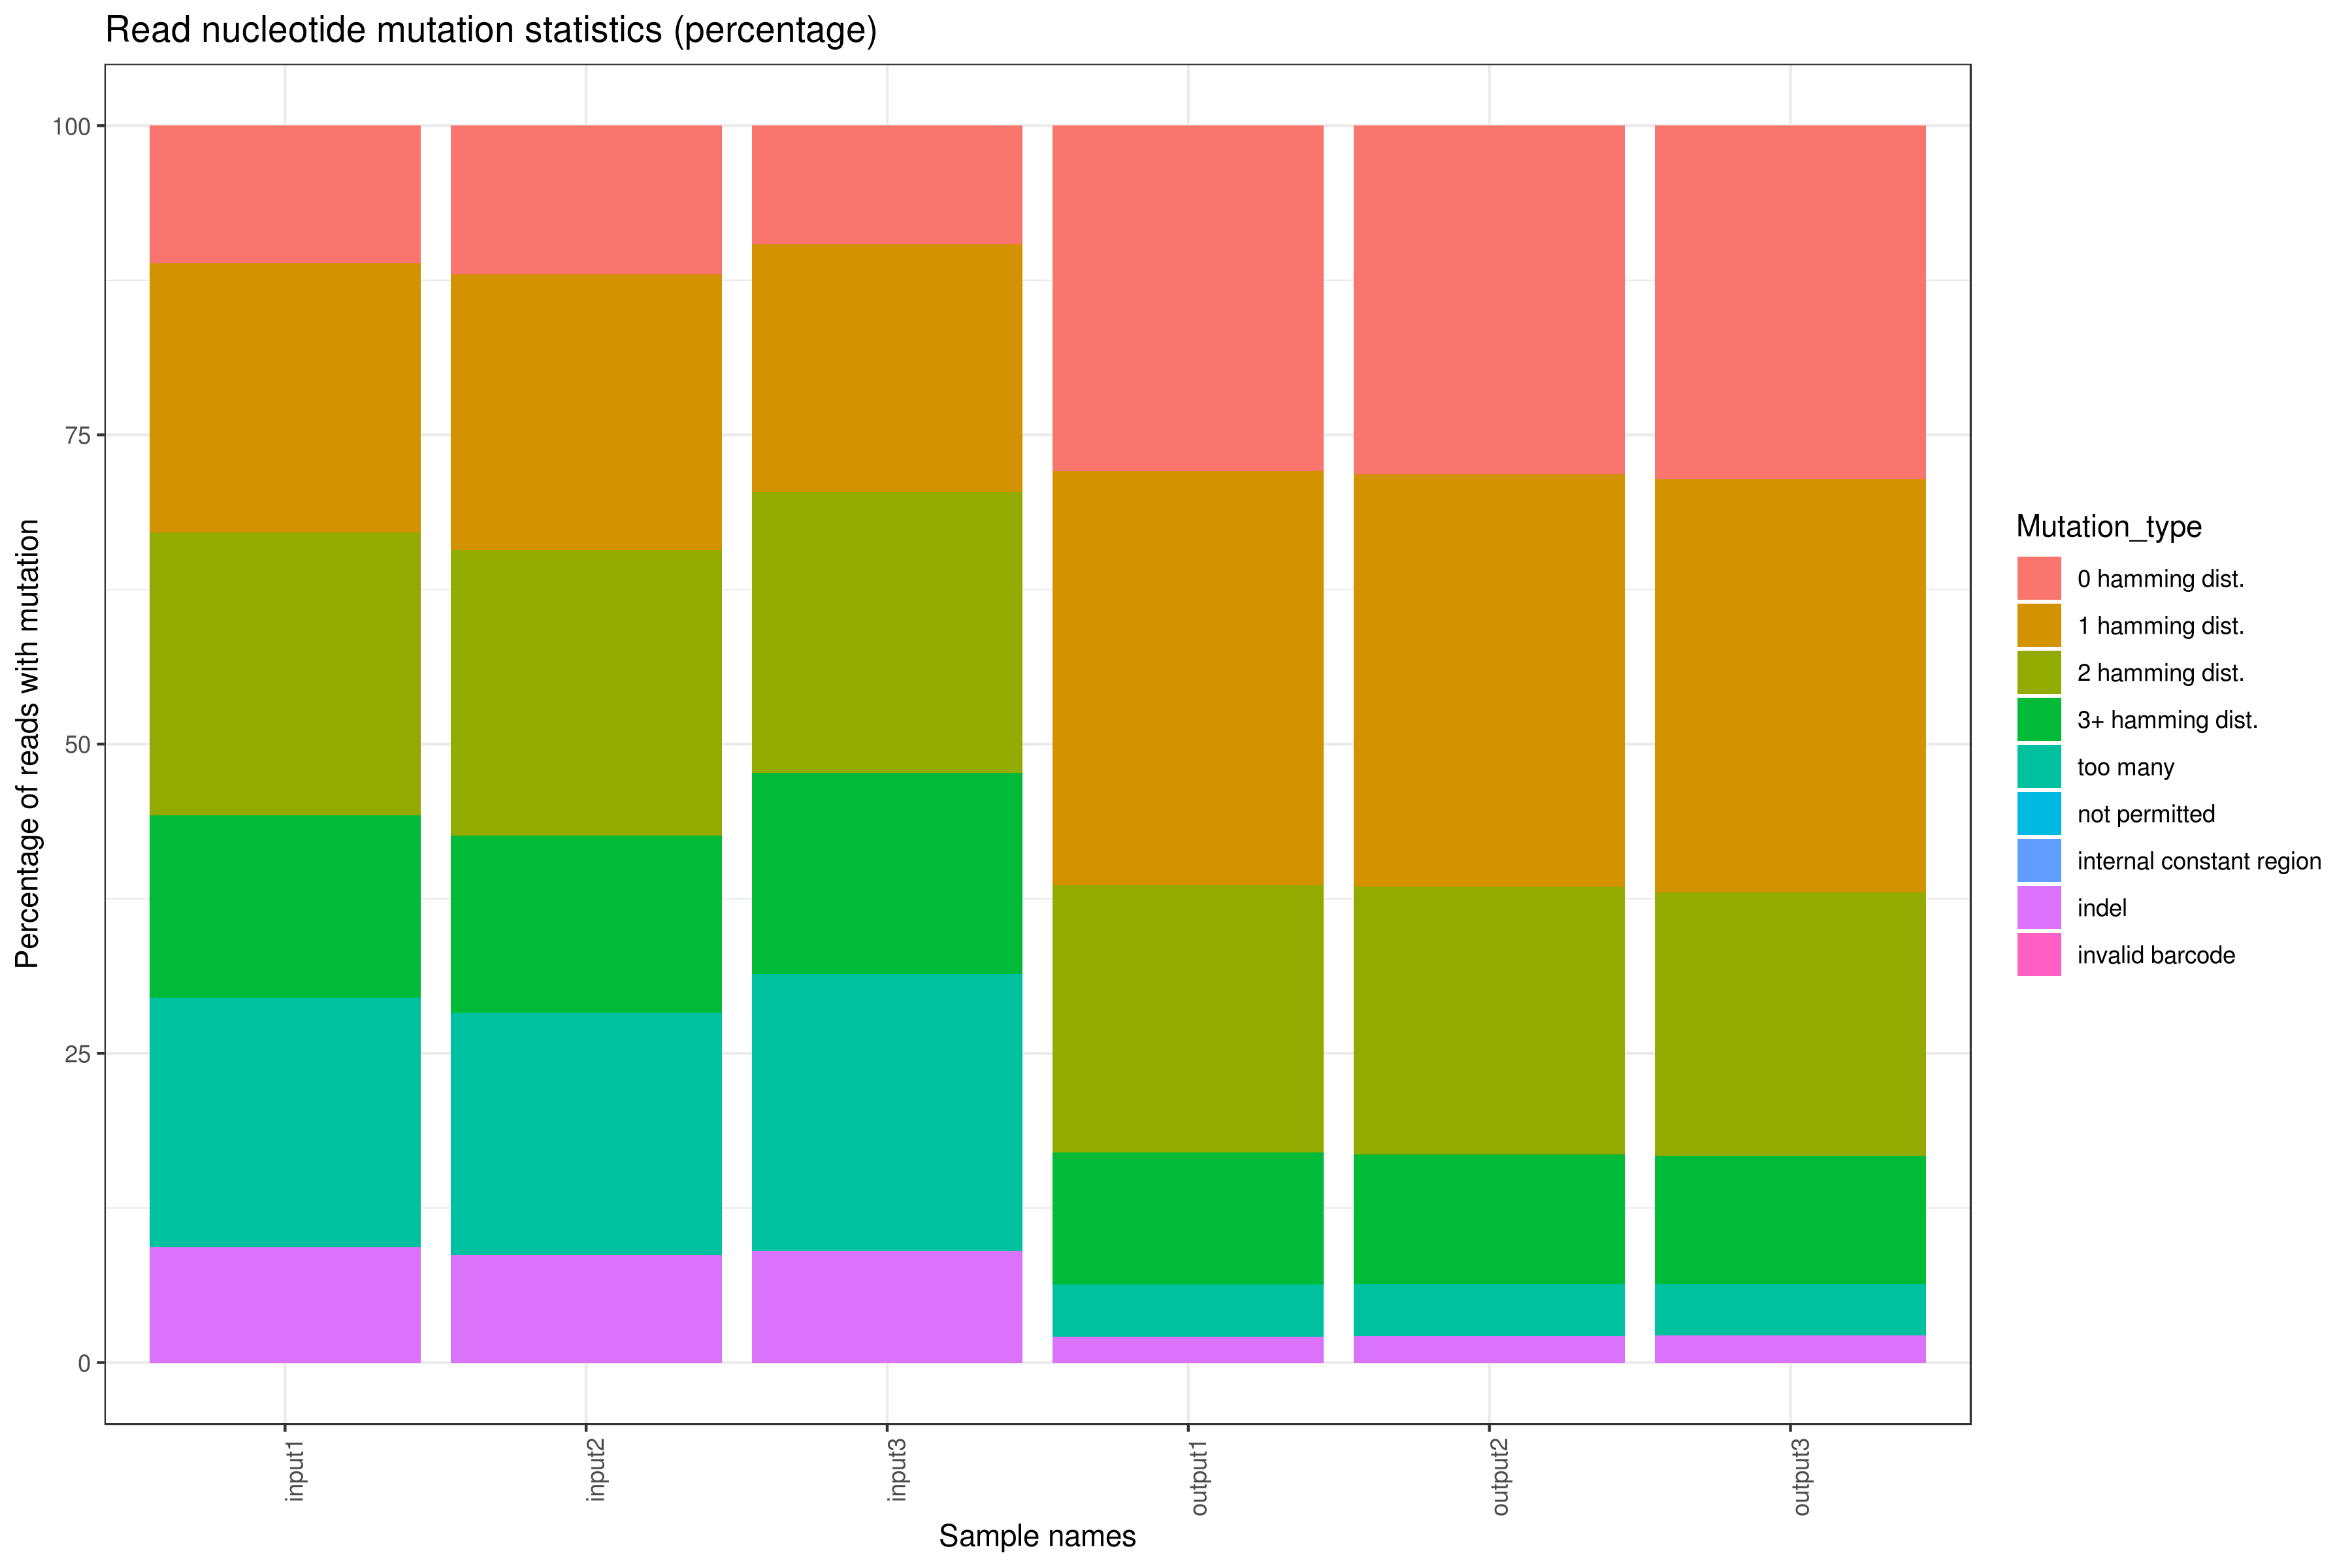 Read nucleotide mutation statistics (percentage)
Percentage of reads with mutation
100
75
50
25
0
input1
input2
input3
output1
output2
output3
Sample names
Mutation_type
0 hamming dist.
1 hamming dist.
2 hamming dist.
3+ hamming dist.
too many
not permitted
internal constant region
indel
invalid barcode